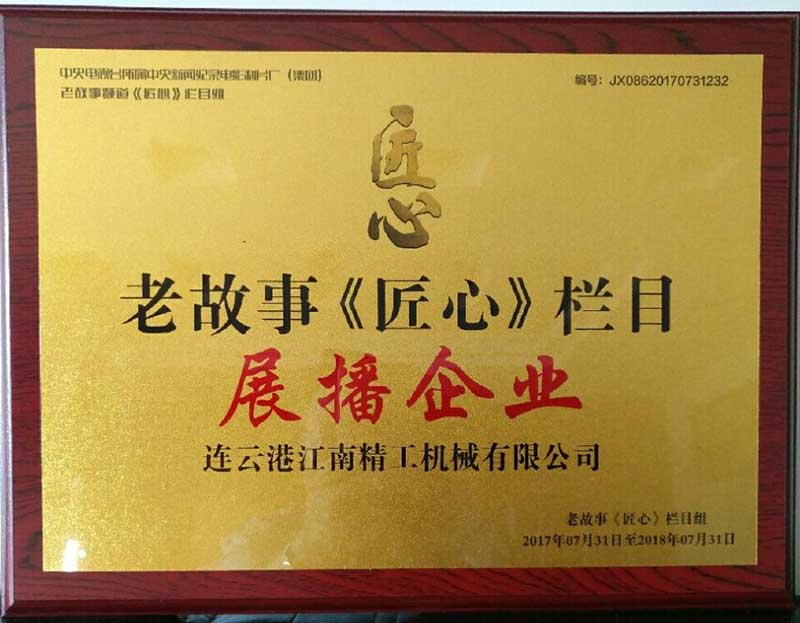 中央电视台所属中央新闻纪录电影制片厂（集团）
老故事频道《匠心》栏目组
编号：JX08620170731232
匠心
老故事《匠心》栏目
展播企业
连云港江南精工机械有限公司
老故事《匠心》栏目组
2017年07月31日至2018年07月31日